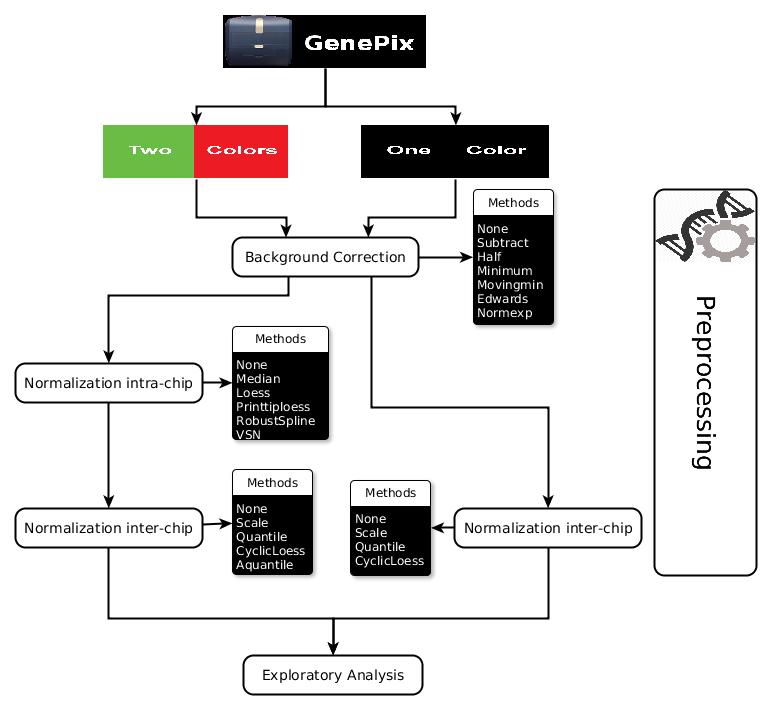 GenePix
Two Colors
One Color
Methods
None
Subtract
Half
Minimum
Movingmin
Edwards
Normexp
Background Correction
Preprocessing
Methods
None
Median
Loess
Printtiploess
RobustSpline
VSN
Normalization intra-chip
Methods
None
Scale
Quantile
CyclicLoess
Aquantile
Normalization inter-chip
Methods
None
Scale
Quantile
CyclicLoess
Normalization inter-chip
Exploratory Analysis